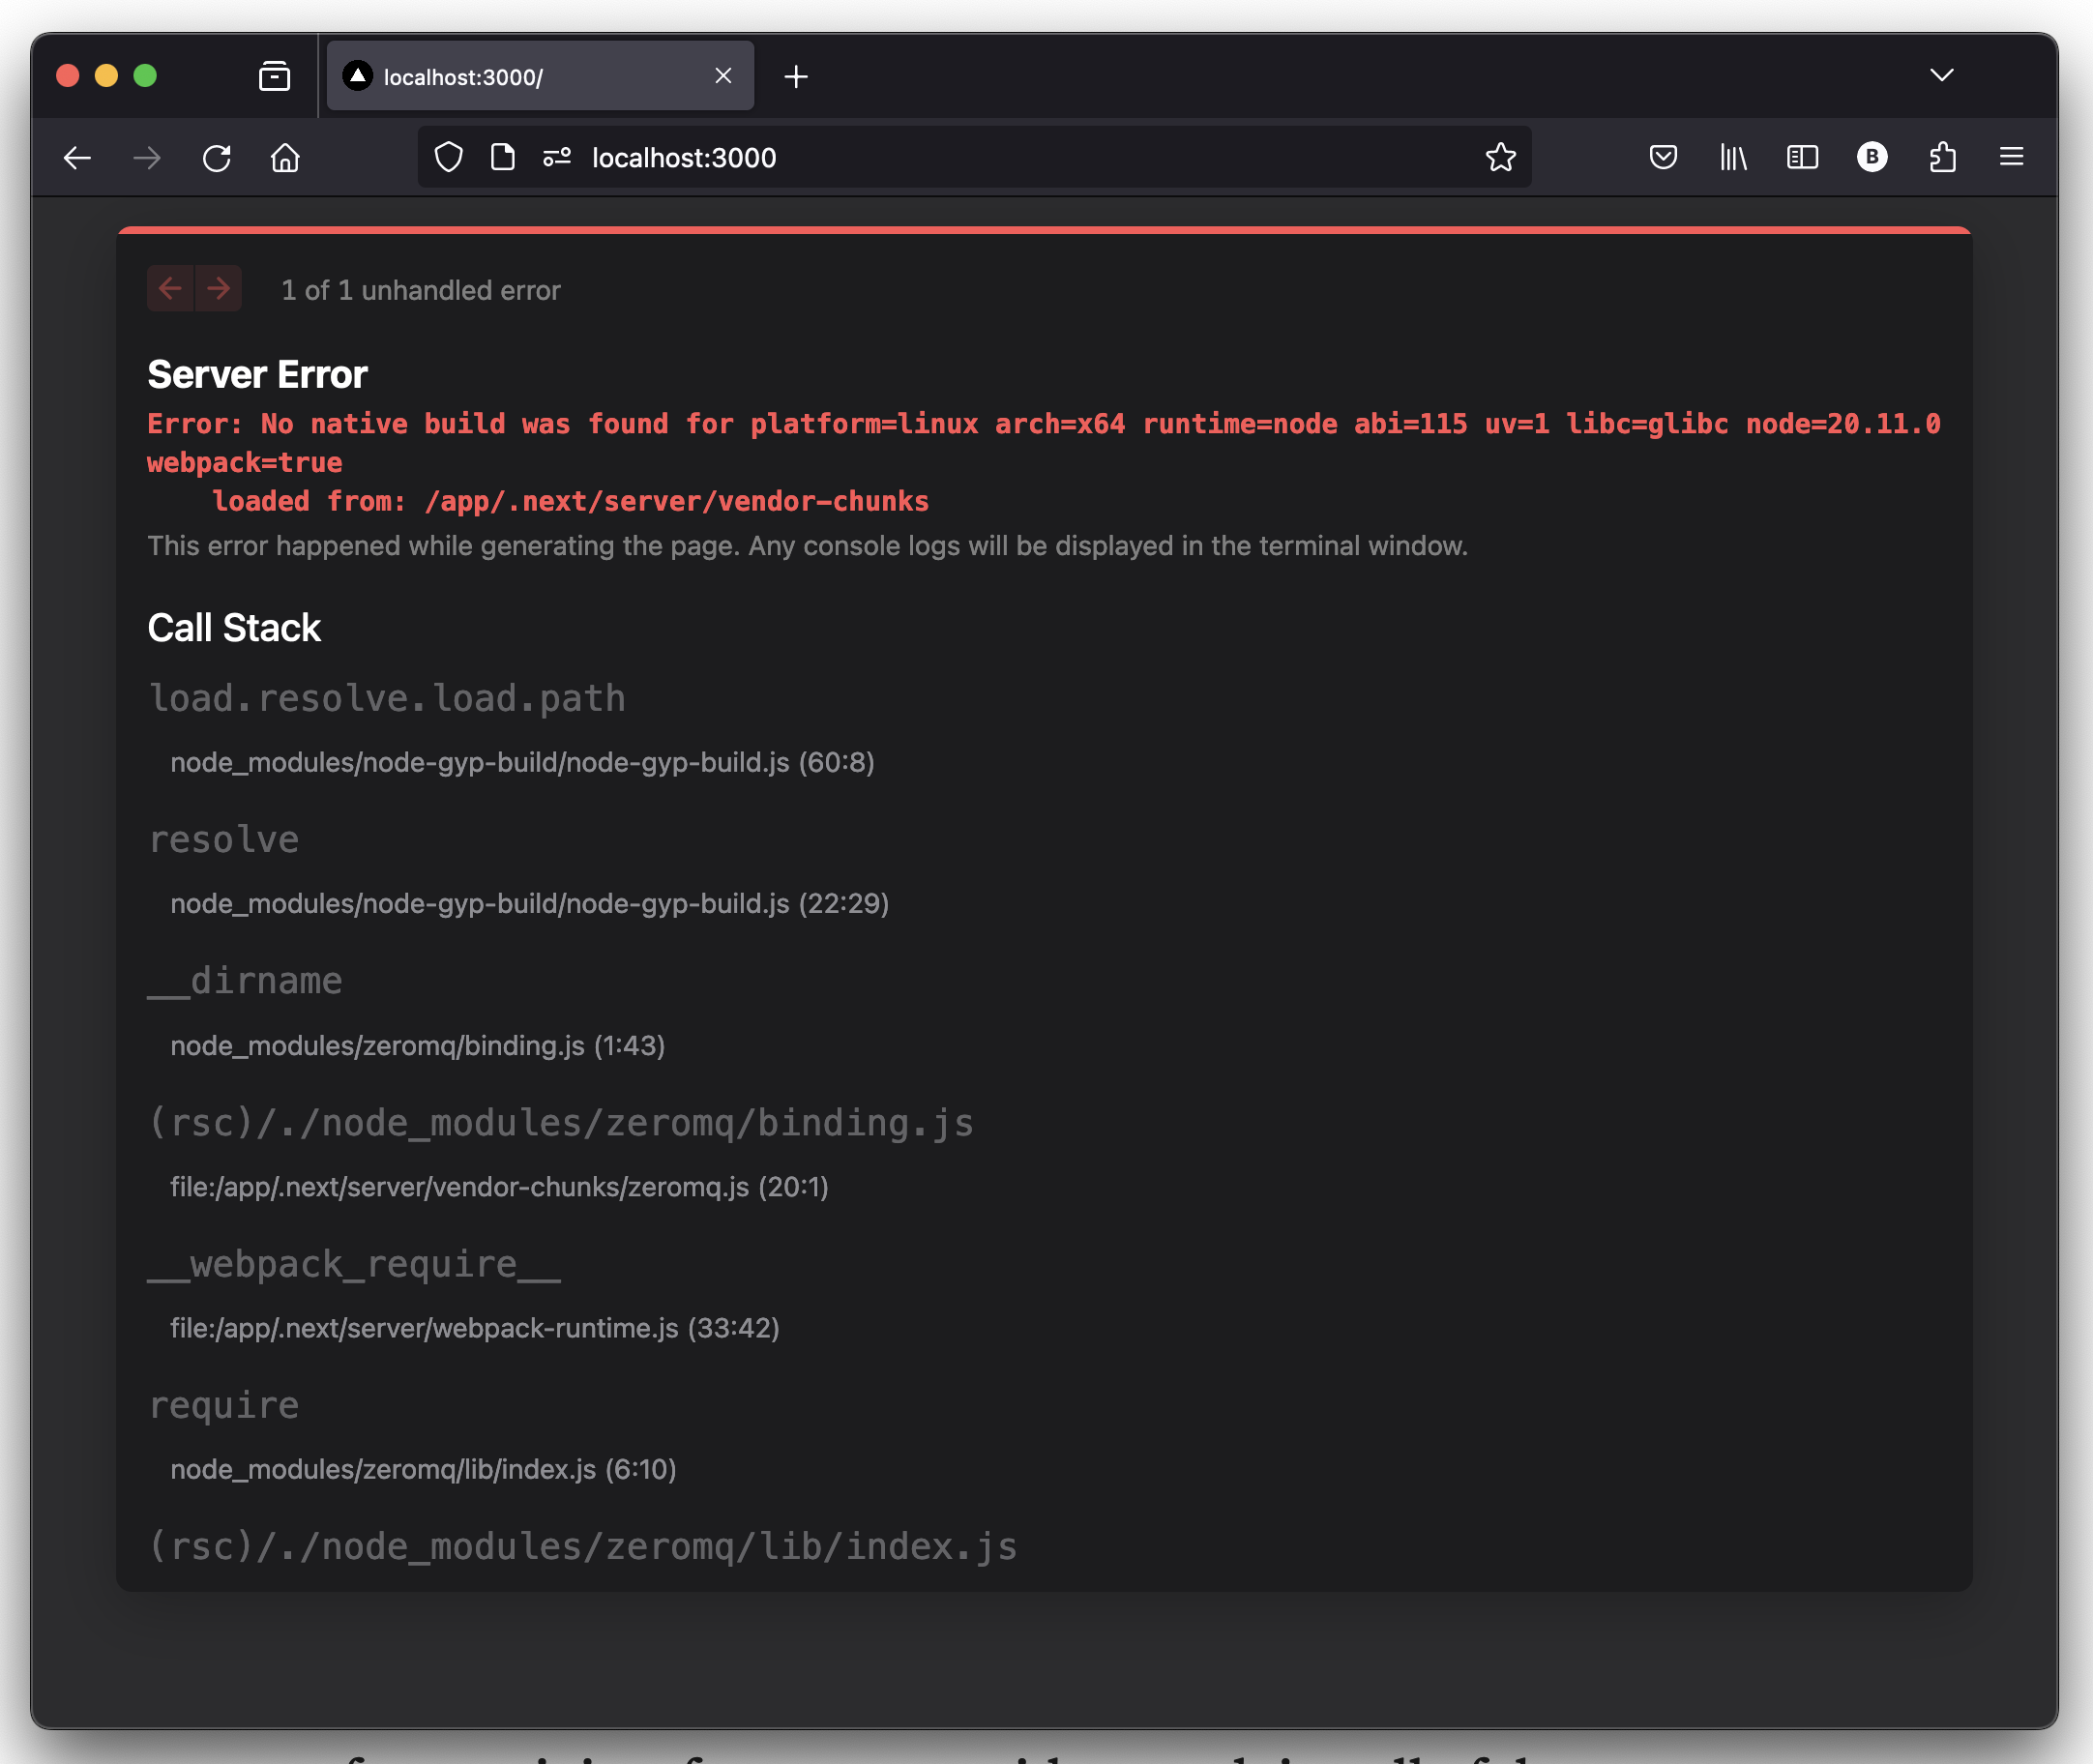 localhost:3000/
localhost:3000
B
1 of 1 unhandled error
Server Error
Error: No native build was found for platform=linux arch=x64 runtime=node abi=115 uv=1 libc=glibc node=20.11.0
webpack=true
loaded from: /app/.next/server/vendor-chunks
This error happened while generating the page. Any console logs will be displayed in the terminal window.
Call Stack
load.resolve.load.path
node_modules/node-gyp-build/node-gyp-build.js (60:8)
resolve
node_modules/node-gyp-build/node-gyp-build.js (22:29)
__dirname
node_modules/zeromq/binding.js (1:43)
(rsc)/./node_modules/zeromq/binding.js
file:/app/.next/server/vendor-chunks/zeromq.js (20:1)
__webpack_require__
file:/app/.next/server/webpack-runtime.js (33:42)
require
node_modules/zeromq/lib/index.js (6:10)
(rsc)/./node_modules/zeromq/lib/index.js